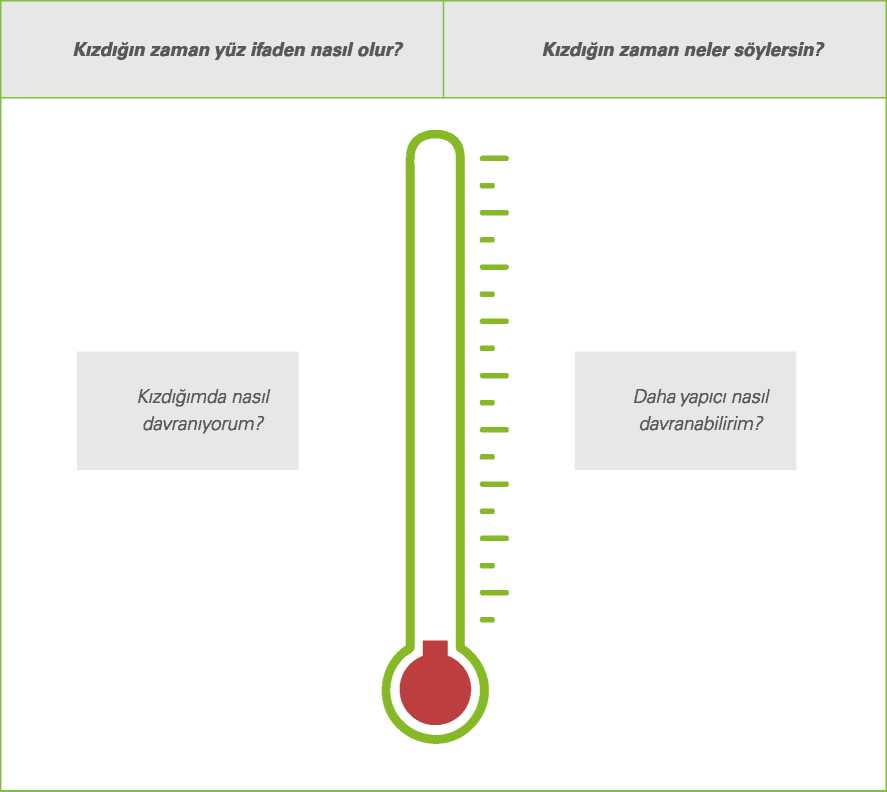 Kızdığın zaman yüz ifaden nasıl olur?
Kızdığın zaman neler söylersin?
Kızdığımda nasıl
davranıyorum?
Daha yapıcı nasıl
davranabilirim?